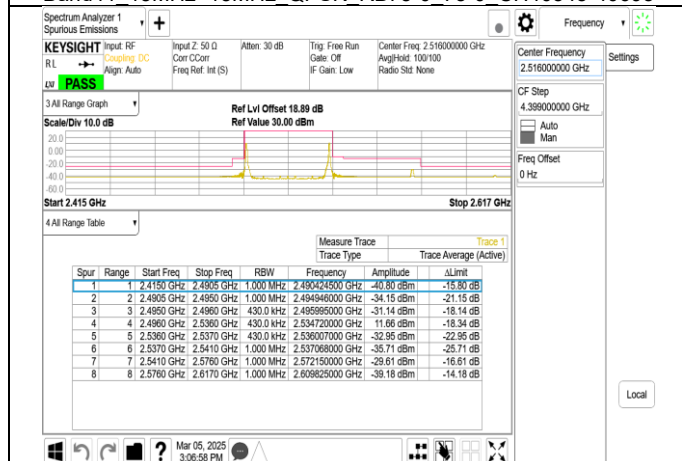 Spectrum Analyzer 1
Spurious Emissions
Frequency
KEYSIGHT
RL
Align: Auto
PASS
Input: RF
Coupling: DC
Input Z: 50 Ω
Corr CCorr
Freq Ref: Int (S)
Atten: 30 dB
Trig: Free Run
Gate: Off
IF Gain: Low
Center Freq: 2.516000000 GHz
Avg|Hold: 100/100
Radio Std: None
Center Frequency
2.516000000 GHz
Settings
CF Step
4.399000000 GHz
Auto
Man
Freq Offset
0 Hz
3 All Range Graph
Scale/Div 10.0 dB
Ref Lvl Offset 18.89 dB
Ref Value 30.00 dBm
20.0
0.00
-20.0
-40.0
-60.0
Start 2.415 GHz
Stop 2.617 GHz
4 All Range Table
Measure Trace Trace 1
Trace Type Trace Average (Active)
Spur Range Start Freq Stop Freq RBW Frequency Amplitude ΔLimit
1 1 2.4150 GHz 2.4905 GHz 1.000 MHz 2.490424500 GHz -40.80 dBm -15.80 dB
2 2 2.4905 GHz 2.4950 GHz 1.000 MHz 2.494946000 GHz -34.15 dBm -21.15 dB
3 3 2.4950 GHz 2.4960 GHz 430.0 kHz 2.495995000 GHz -31.14 dBm -18.14 dB
4 4 2.4960 GHz 2.5360 GHz 430.0 kHz 2.534720000 GHz 11.66 dBm -18.34 dB
5 5 2.5360 GHz 2.5370 GHz 430.0 kHz 2.536007000 GHz -32.95 dBm -22.95 dB
6 6 2.5370 GHz 2.5410 GHz 1.000 MHz 2.537068000 GHz -35.71 dBm -25.71 dB
7 7 2.5410 GHz 2.5760 GHz 1.000 MHz 2.572150000 GHz -29.61 dBm -16.61 dB
8 8 2.5760 GHz 2.6170 GHz 1.000 MHz 2.609825000 GHz -39.18 dBm -14.18 dB
Local
Mar 05, 2025
3:06:58 PM